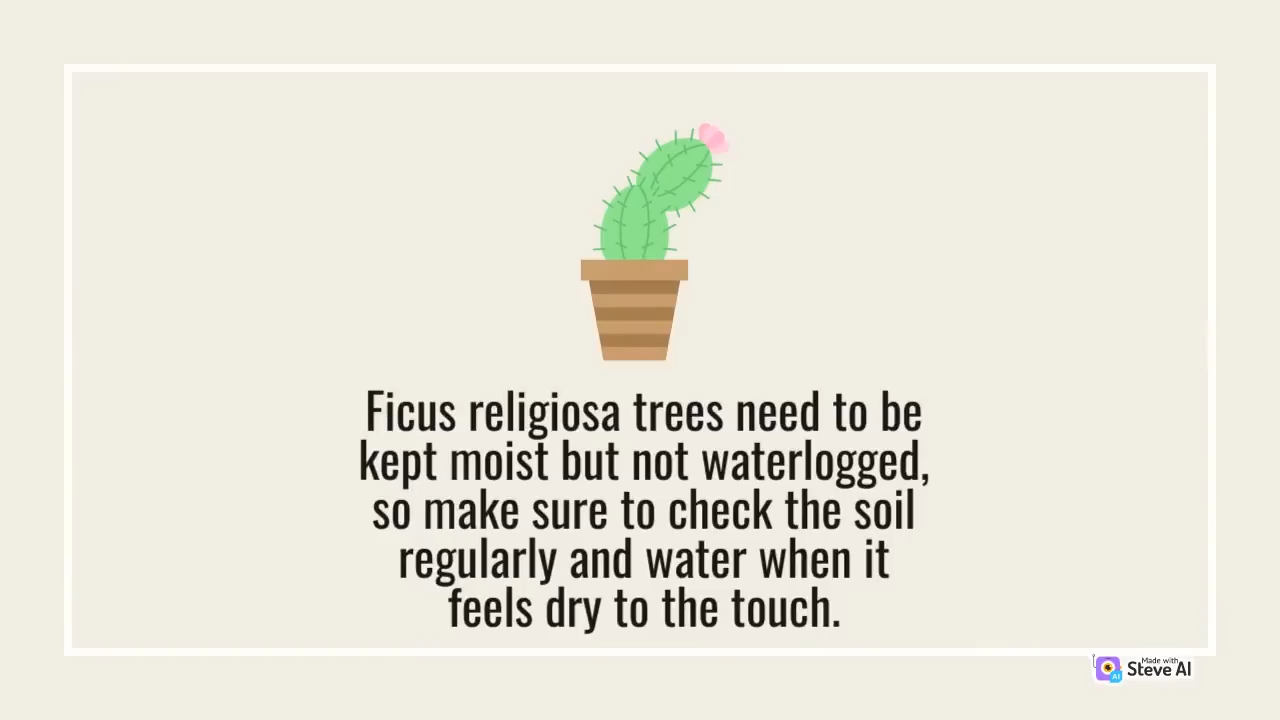 Ficus religiosa trees need to be
kept moist but not waterlogged,
so make sure to check the soil
regularly and water when it
feels dry to the touch.
Made with
Steve AI
AI